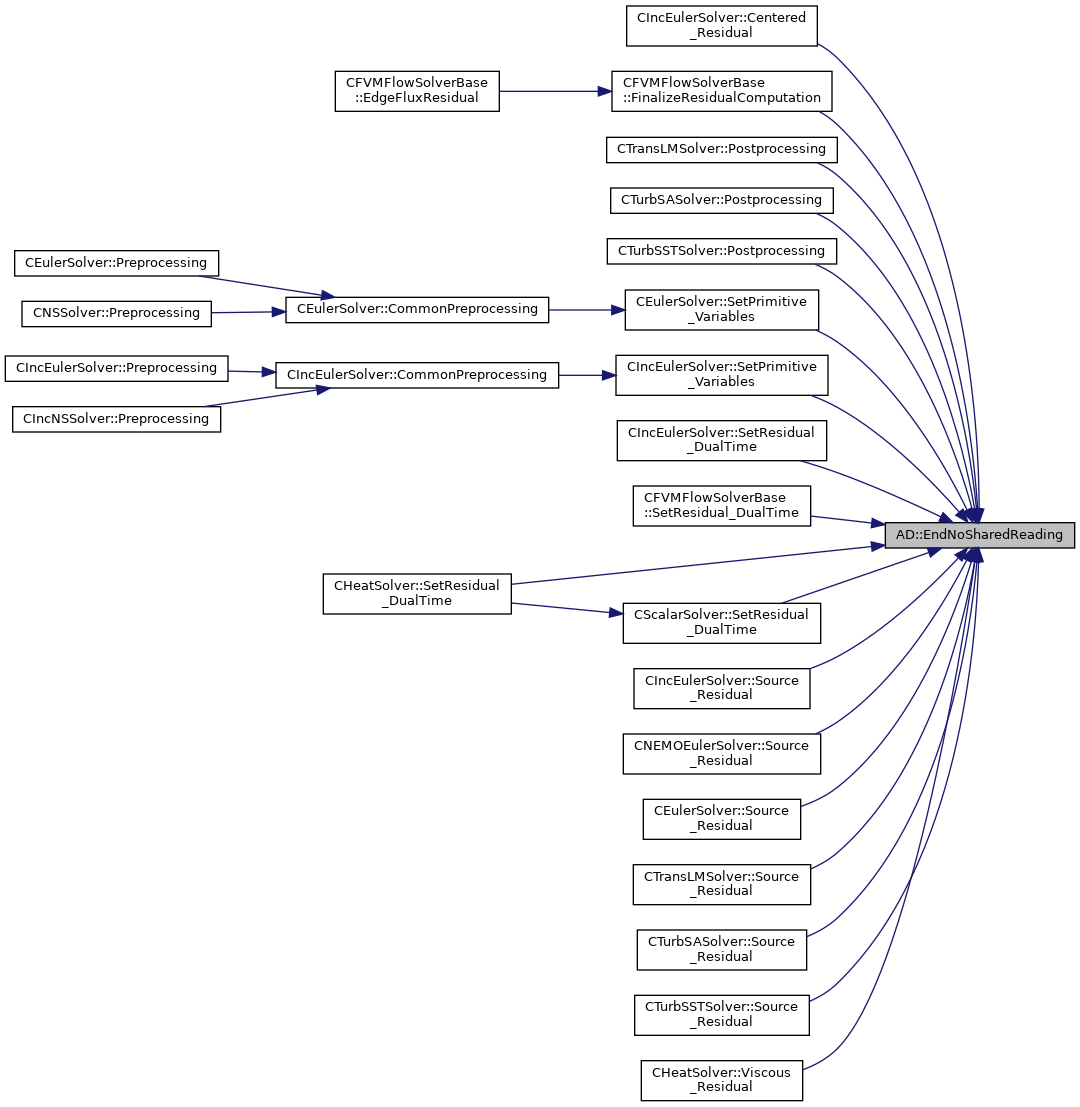 CIncEulerSolver::Centered
_Residual
CFVMFlowSolverBase
::EdgeFluxResidual
CFVMFlowSolverBase
::FinalizeResidualComputation
CTransLMSolver::Postprocessing
CTurbSASolver::Postprocessing
CTurbSSTSolver::Postprocessing
CEulerSolver::Preprocessing
CNSSolver::Preprocessing
CEulerSolver::CommonPreprocessing
CEulerSolver::SetPrimitive
_Variables
CIncEulerSolver::Preprocessing
CIncNSSolver::Preprocessing
CIncEulerSolver::CommonPreprocessing
CIncEulerSolver::SetPrimitive
_Variables
CIncEulerSolver::SetResidual
_DualTime
CFVMFlowSolverBase
::SetResidual_DualTime
AD::EndNoSharedReading
CHeatSolver::SetResidual
_DualTime
CScalarSolver::SetResidual
_DualTime
CIncEulerSolver::Source
_Residual
CNEMOEulerSolver::Source
_Residual
CEulerSolver::Source
_Residual
CTransLMSolver::Source
_Residual
CTurbSASolver::Source
_Residual
CTurbSSTSolver::Source
_Residual
CHeatSolver::Viscous
_Residual